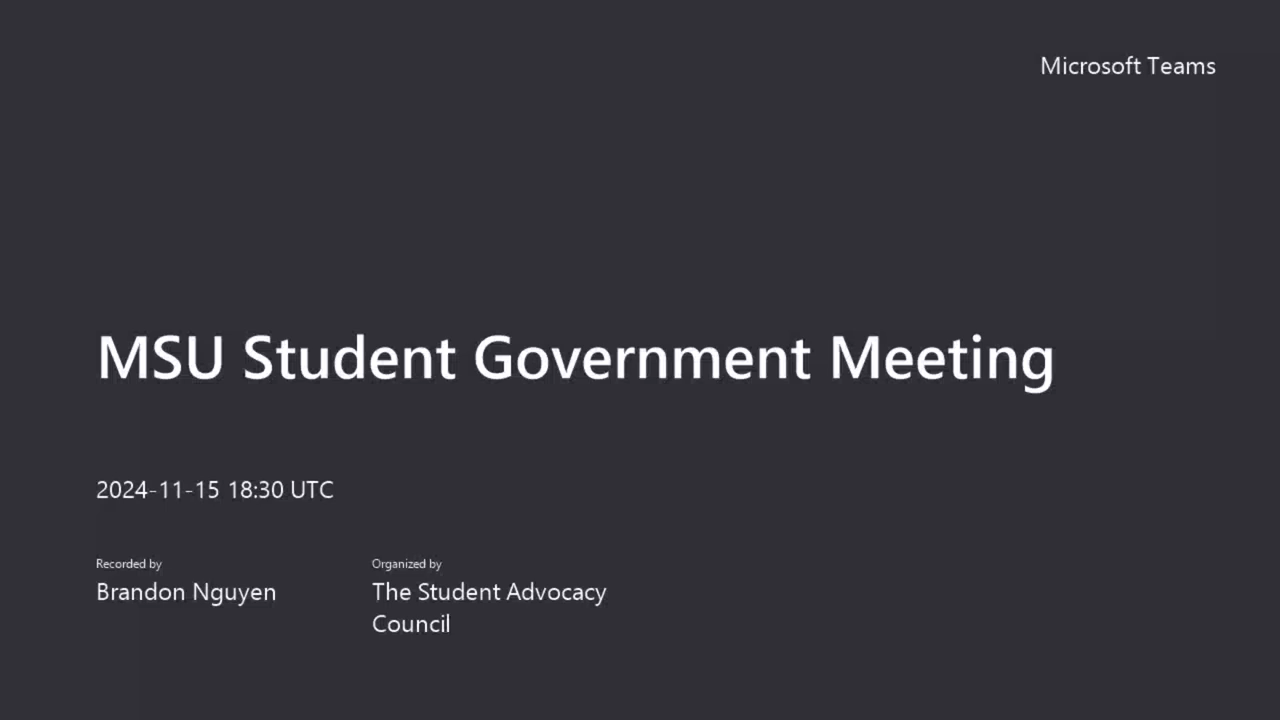 Microsoft Teams
MSU Student Government Meeting
2024-11-15 18:30 UTC
Recorded by
Brandon Nguyen
Organized by
The Student Advocacy
Council